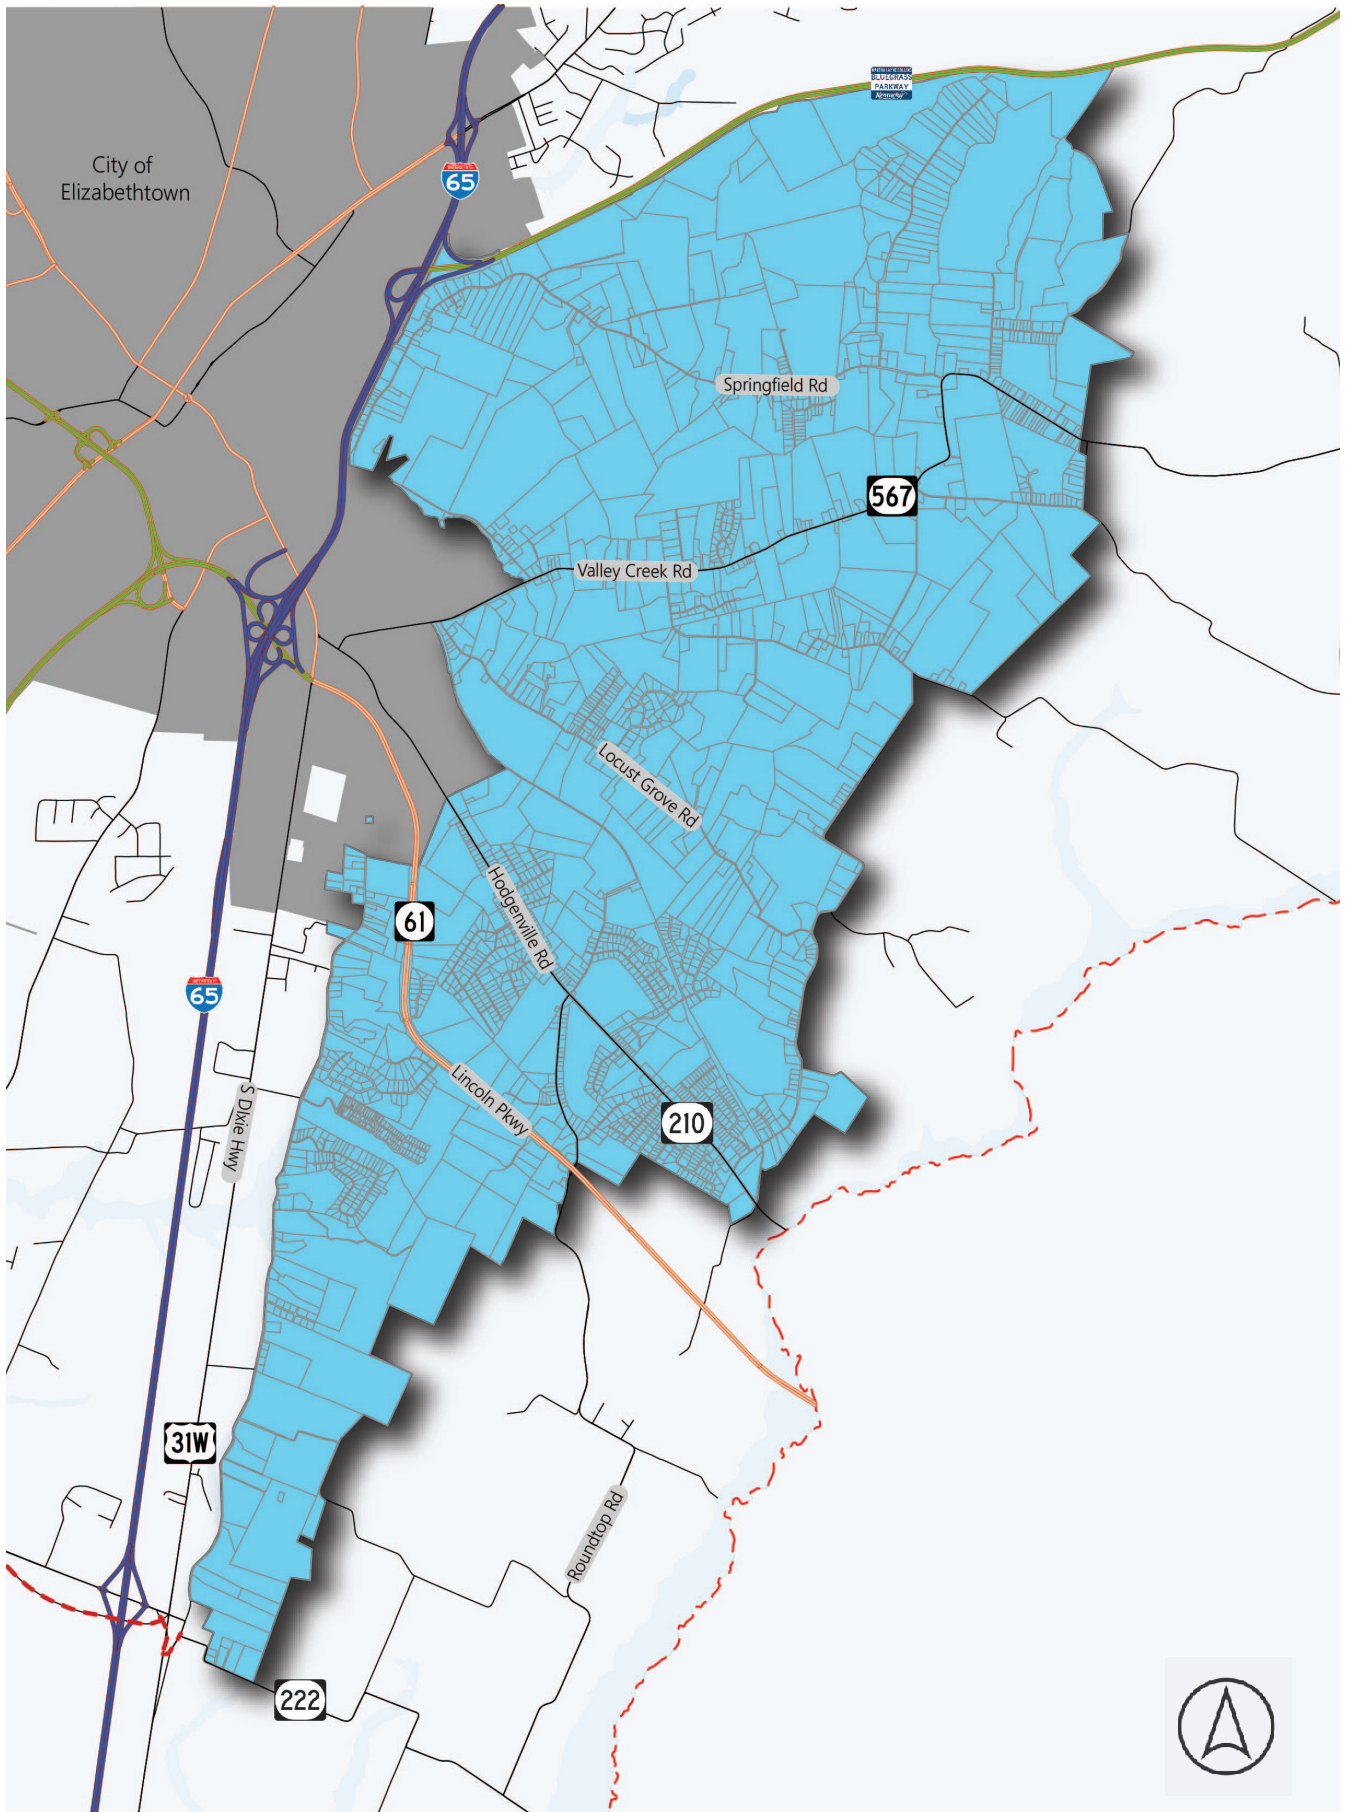 BLUEGRASS
PARKWAY
Kentucky
City of
Elizabethtown
65
Springfield Rd
567
Valley Creek Rd
Locust Grove Rd
Hodgenville Rd
61
65
Lincoln Pkwy
S Dixie Hwy
210
31W
Roundtop Rd
222